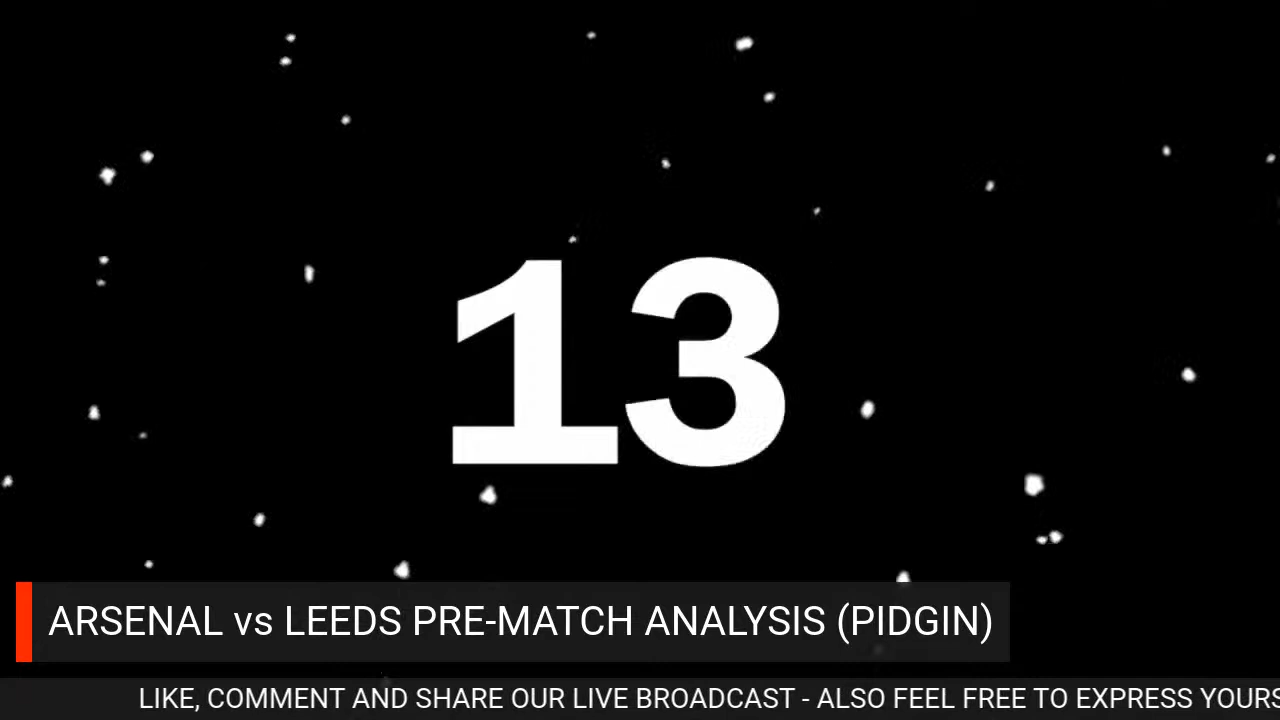 13
ARSENAL vs LEEDS PRE-MATCH ANALYSIS (PIDGIN)
LIKE, COMMENT AND SHARE OUR LIVE BROADCAST - ALSO FEEL FREE TO EXPRESS YOURS